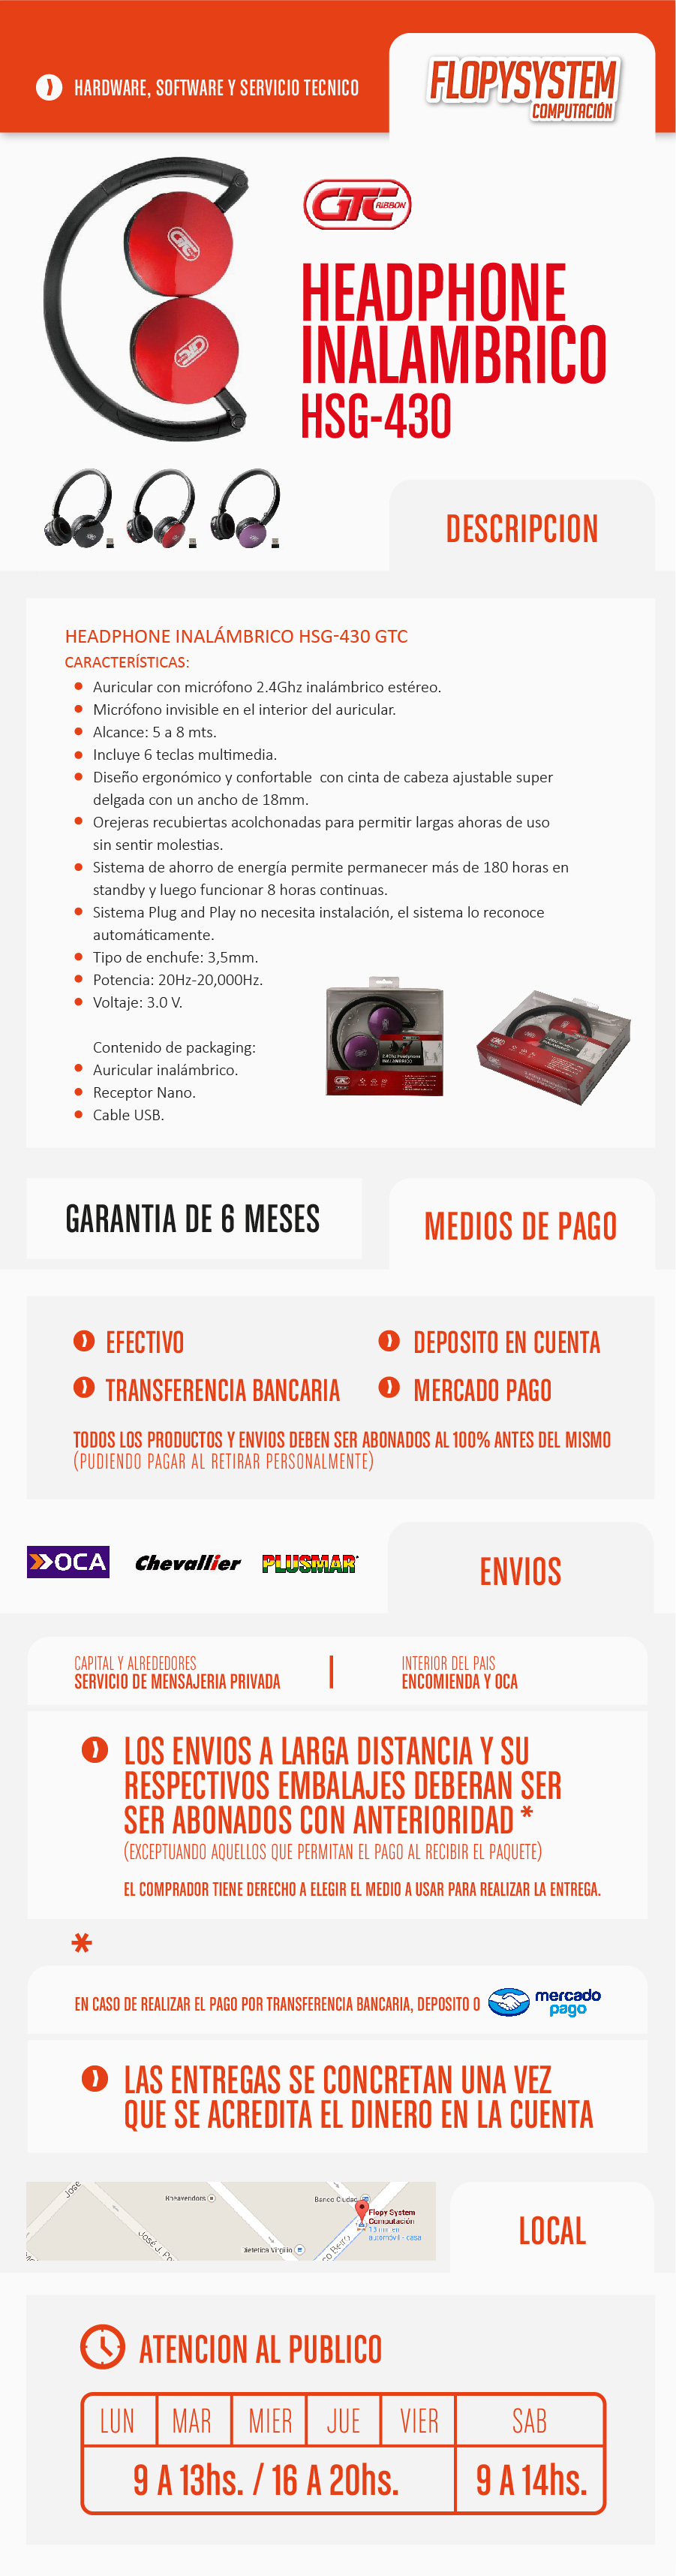 HARDWARE, SOFTWARE Y SERVICIO TECNICO
FLOPYSYSTEM
COMPUTACIÓN
GTC
RIBBON
HEADPHONE
INALAMBRICO
HSG-430
DESCRIPCION
HEADPHONE INALÁMBRICO HSG-430 GTC
CARACTERÍSTICAS:
Auricular con micrófono 2.4Ghz inalámbrico estéreo.
Micrófono invisible en el interior del auricular.
Alcance: 5 a 8 mts.
Incluye 6 teclas multimedia.
Diseño ergonómico y confortable con cinta de cabeza ajustable super
delgada con un ancho de 18mm.
Orejeras recubiertas acolchonadas para permitir largas ahoras de uso
sin sentir molestias.
Sistema de ahorro de energía permite permanecer más de 180 horas en
standby y luego funcionar 8 horas continuas.
Sistema Plug and Play no necesita instalación, el sistema lo reconoce
automáticamente.
Tipo de enchufe: 3,5mm.
Potencia: 20Hz-20,000Hz.
Voltaje: 3.0 V.
Contenido de packaging:
Auricular inalámbrico.
Receptor Nano.
Cable USB.
GARANTIA DE 6 MESES
MEDIOS DE PAGO
EFECTIVO
DEPOSITO EN CUENTA
TRANSFERENCIA BANCARIA
MERCADO PAGO
TODOS LOS PRODUCTOS Y ENVIOS DEBEN SER ABONADOS AL 100% ANTES DEL MISMO
(PUDIENDO PAGAR AL RETIRAR PERSONALMENTE)
OCA
Chevallier
PLUSMAR
ENVIOS
CAPITAL Y ALREDEDORES
SERVICIO DE MENSAJERIA PRIVADA
INTERIOR DEL PAIS
ENCOMIENDA Y OCA
LOS ENVIOS A LARGA DISTANCIA Y SU
RESPECTIVOS EMBALAJES DEBERAN SER
SER ABONADOS CON ANTERIORIDAD *
(EXCEPTUANDO AQUELLOS QUE PERMITAN EL PAGO AL RECIBIR EL PAQUETE)
EL COMPRADOR TIENE DERECHO A ELEGIR EL MEDIO A USAR PARA REALIZAR LA ENTREGA.
*
EN CASO DE REALIZAR EL PAGO POR TRANSFERENCIA BANCARIA, DEPOSITO O
mercado
pago
LAS ENTREGAS SE CONCRETAN UNA VEZ
QUE SE ACREDITA EL DINERO EN LA CUENTA
José
Banco Ciudad
Flopy System
Computación
automóvil - casa
Dietetica Virgilio
José J. Po
LOCAL
ATENCION AL PUBLICO
LUN MAR MIER JUE VIER SAB
9 A 13hs. / 16 A 20hs. 9 A 14hs.